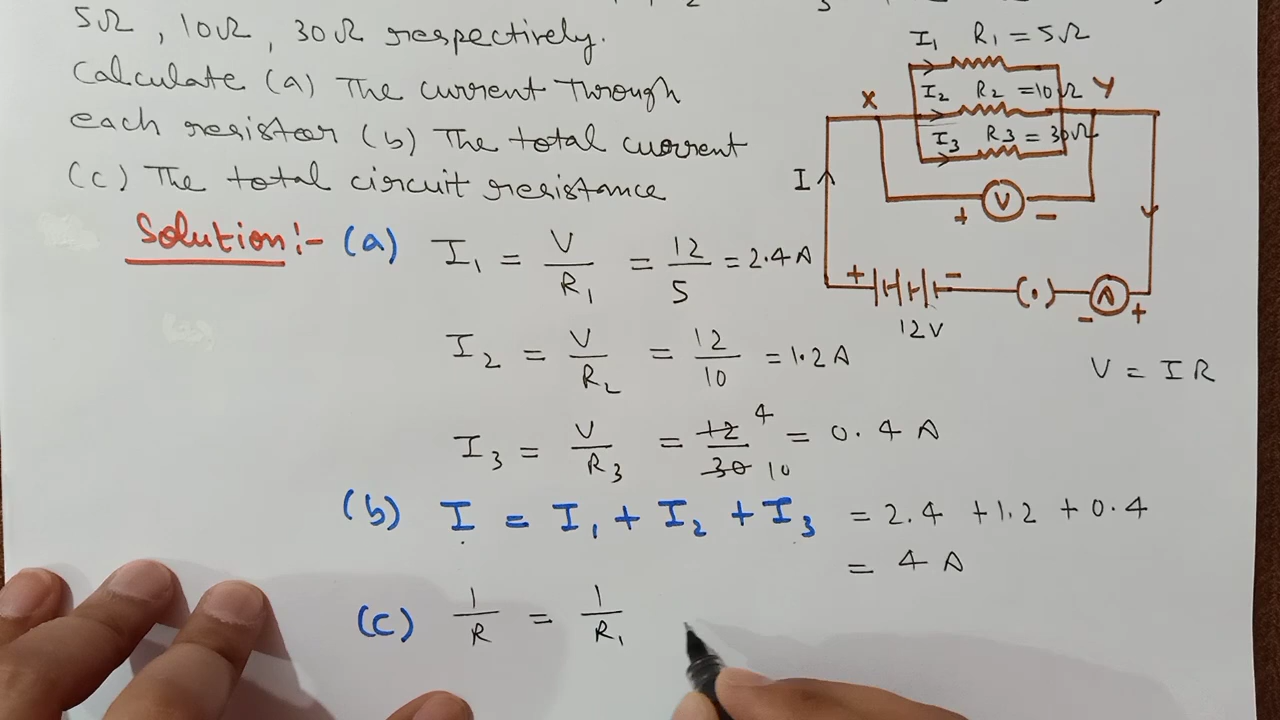 5Ω, 10Ω, 30Ω respectively.
Calculate (a) The current Through
each resistor (b) The total current
(c) The total circuit resistance
I₁ R₁ = 5Ω
I₂ R₂ = 10Ω
I₃ R₃ = 30Ω
X Y
I
V
+ -
+ -
12V
(.)
A
- +
V = IR
Solution:- (a) I₁ = V/R₁ = 12/5 = 2.4 A
I₂ = V/R₂ = 12/10 = 1.2 A
I₃ = V/R₃ = 12/30 4/10 = 0.4 A
(b) I = I₁ + I₂ + I₃ = 2.4 + 1.2 + 0.4
= 4 A
(c) 1/R = 1/R₁